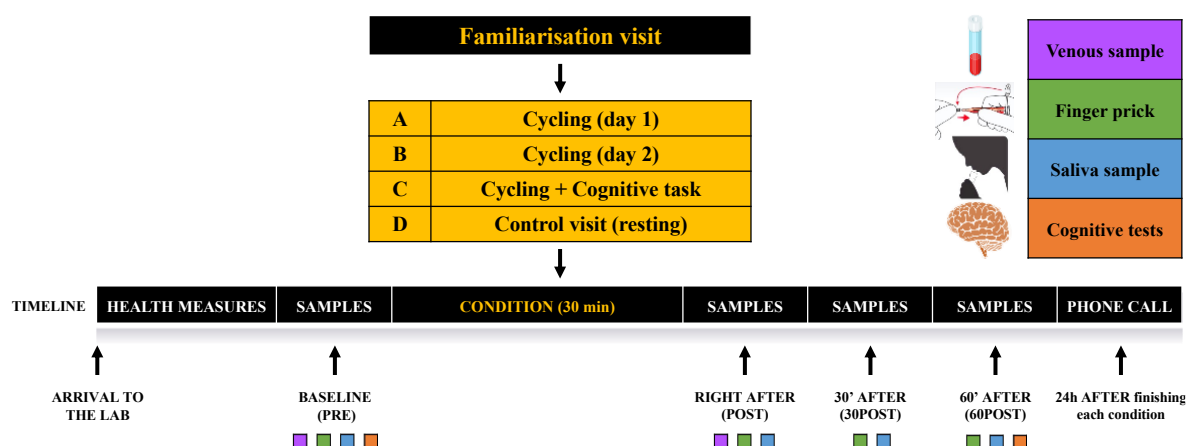 Familiarisation visit
Venous sample
Finger prick
Saliva sample
Cognitive tests
A Cycling (day 1)
B Cycling (day 2)
C Cycling + Cognitive task
D Control visit (resting)
TIMELINE HEALTH MEASURES SAMPLES CONDITION (30 min) SAMPLES SAMPLES SAMPLES PHONE CALL
ARRIVAL TO
THE LAB
BASELINE
(PRE)
RIGHT AFTER
(POST)
30’ AFTER
(30POST)
60’ AFTER
(60POST)
24h AFTER finishing
each condition